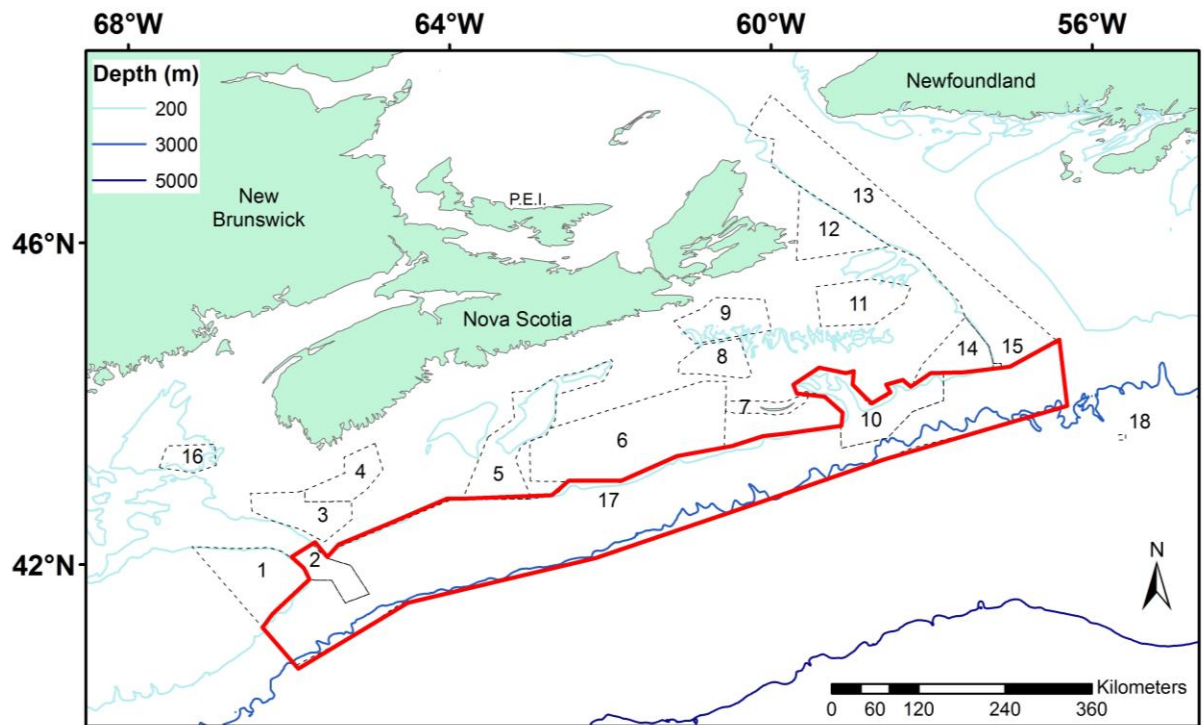 68°W 64°W 60°W 56°W
Depth (m)
200
3000
5000
Newfoundland
New
Brunswick
P.E.I.
13
46°N
12
11
9
Nova Scotia
14
15
8
7
10
6
18
16
4
5
17
3
2
42°N
1
N
Kilometers
0 60 120 240 360